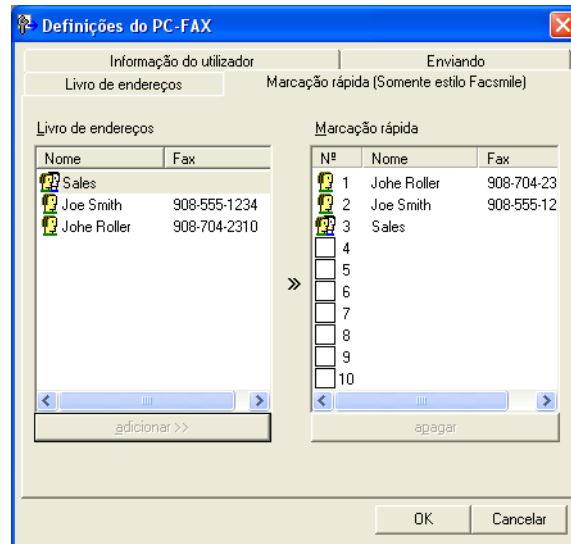 Definições do PC-FAX
Informação do utilizador Enviando
Livro de endereços Marcação rápida (Somente estilo Facsmile)
Livro de endereços
Nome Fax
Sales
Joe Smith 908-555-1234
Johe Roller 908-704-2310
adicionar >>
»
Marcação rápida
Nº Nome Fax
1 Johe Roller 908-704-23
2 Joe Smith 908-555-12
3 Sales
4
5
6
7
8
9
10
apagar
OK Cancelar